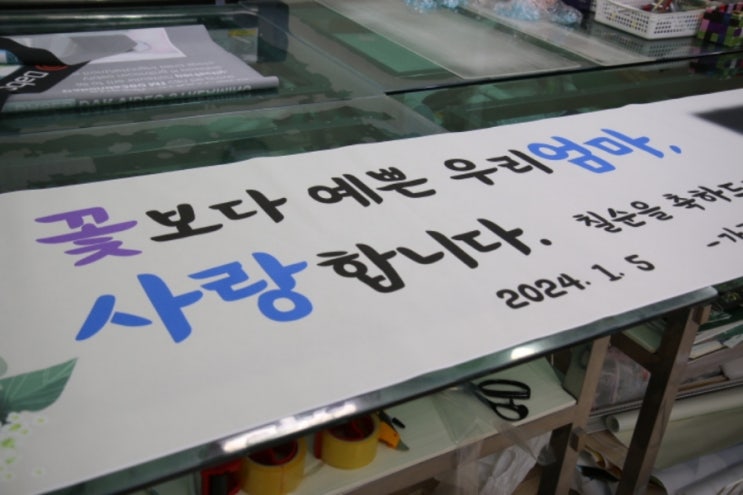 꽃보다 예쁜 우리엄마,
사랑합니다.
칠순을 축하드
2024. 1. 5